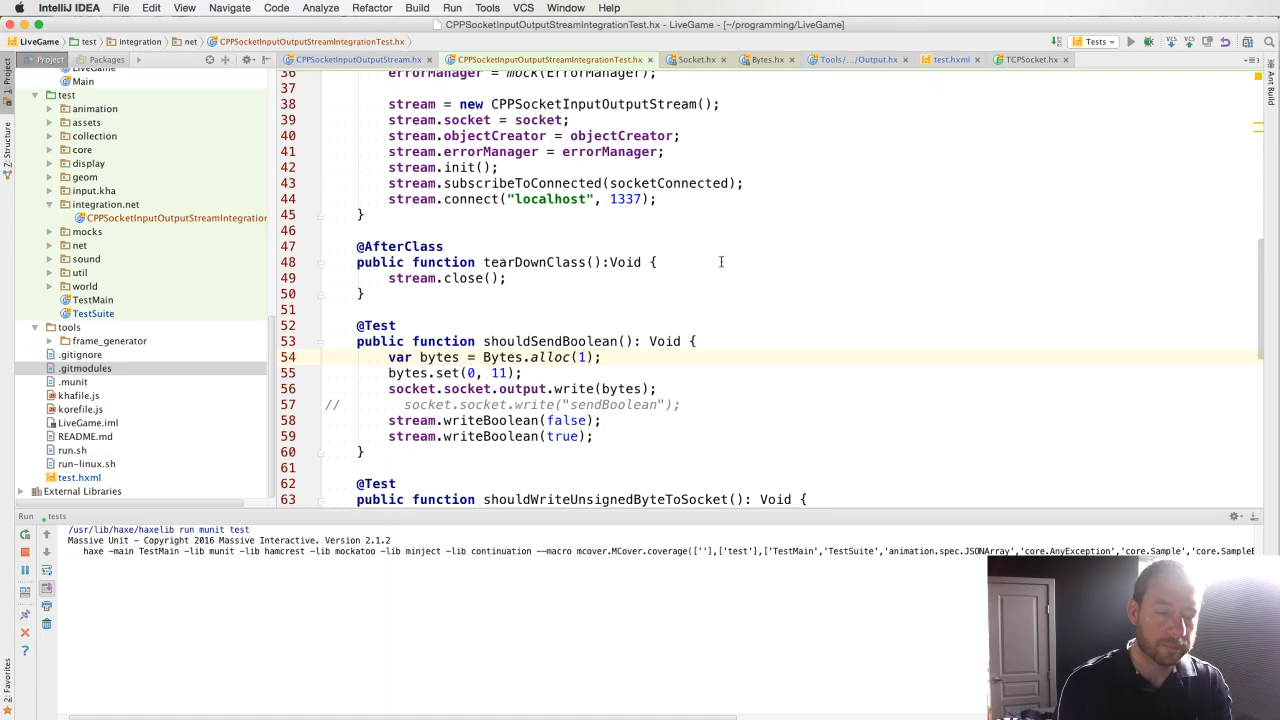 IntelliJ IDEA File Edit View Navigate Code Analyze Refactor Build Run Tools VCS Window Help
CPPSocketInputOutputStreamIntegrationTest.hx - LiveGame - [~/programming/LiveGame]
LiveGame test integration net CPPSocketInputOutputStreamIntegrationTest.hx Tests
Project Packages CPPSocketInputOutputStream.hx CPPSocketInputOutputStreamIntegrationTest.hx Socket.hx Bytes.hx Tools/.../Output.hx test.hxml TCPSocket.hx
1: Project
7: Structure
2: Favorites
Ant Build
LiveGame
Main
test
animation
assets
collection
core
display
geom
input.kha
integration.net
CPPSocketInputOutputStreamIntegration
mocks
net
sound
util
world
TestMain
TestSuite
tools
frame_generator
.gitignore
.gitmodules
.munit
khafile.js
korefile.js
LiveGame.iml
README.md
run.sh
run-linux.sh
test.hxml
External Libraries
36 errorManager = mock(ErrorManager);
37
38 stream = new CPPSocketInputOutputStream();
39 stream.socket = socket;
40 stream.objectCreator = objectCreator;
41 stream.errorManager = errorManager;
42 stream.init();
43 stream.subscribeToConnected(socketConnected);
44 stream.connect("localhost", 1337);
45 }
46
47 @AfterClass
48 public function tearDownClass():Void {
49 stream.close();
50 }
51
52 @Test
53 public function shouldSendBoolean(): Void {
54 var bytes = Bytes.alloc(1);
55 bytes.set(0, 11);
56 socket.socket.output.write(bytes);
57 // socket.socket.write("sendBoolean");
58 stream.writeBoolean(false);
59 stream.writeBoolean(true);
60 }
61
62 @Test
63 public function shouldWriteUnsignedByteToSocket(): Void {
Run tests
/usr/lib/haxe/haxelib run munit test
Massive Unit - Copyright 2016 Massive Interactive. Version 2.1.2
haxe -main TestMain -lib munit -lib hamcrest -lib mockatoo -lib minject -lib continuation --macro mcover.MCover.coverage([''],['test'],['TestMain','TestSuite','animation.spec.JSONArray','core.AnyException','core.Sample','core.SampleE